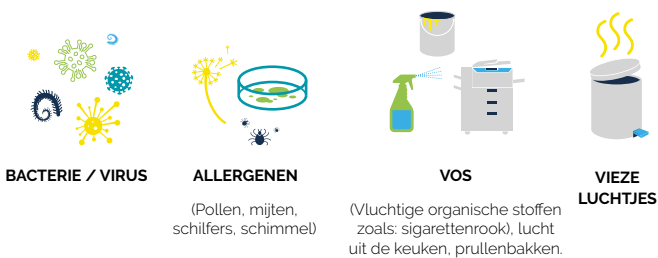 BACTERIE / VIRUS
ALLERGENEN
(Pollen, mijten,
schilfers, schimmel)
VOS
(Vluchtige organische stoffen
zoals: sigarettenrook), lucht
uit de keuken, prullenbakken.
VIEZE
LUCHTJES